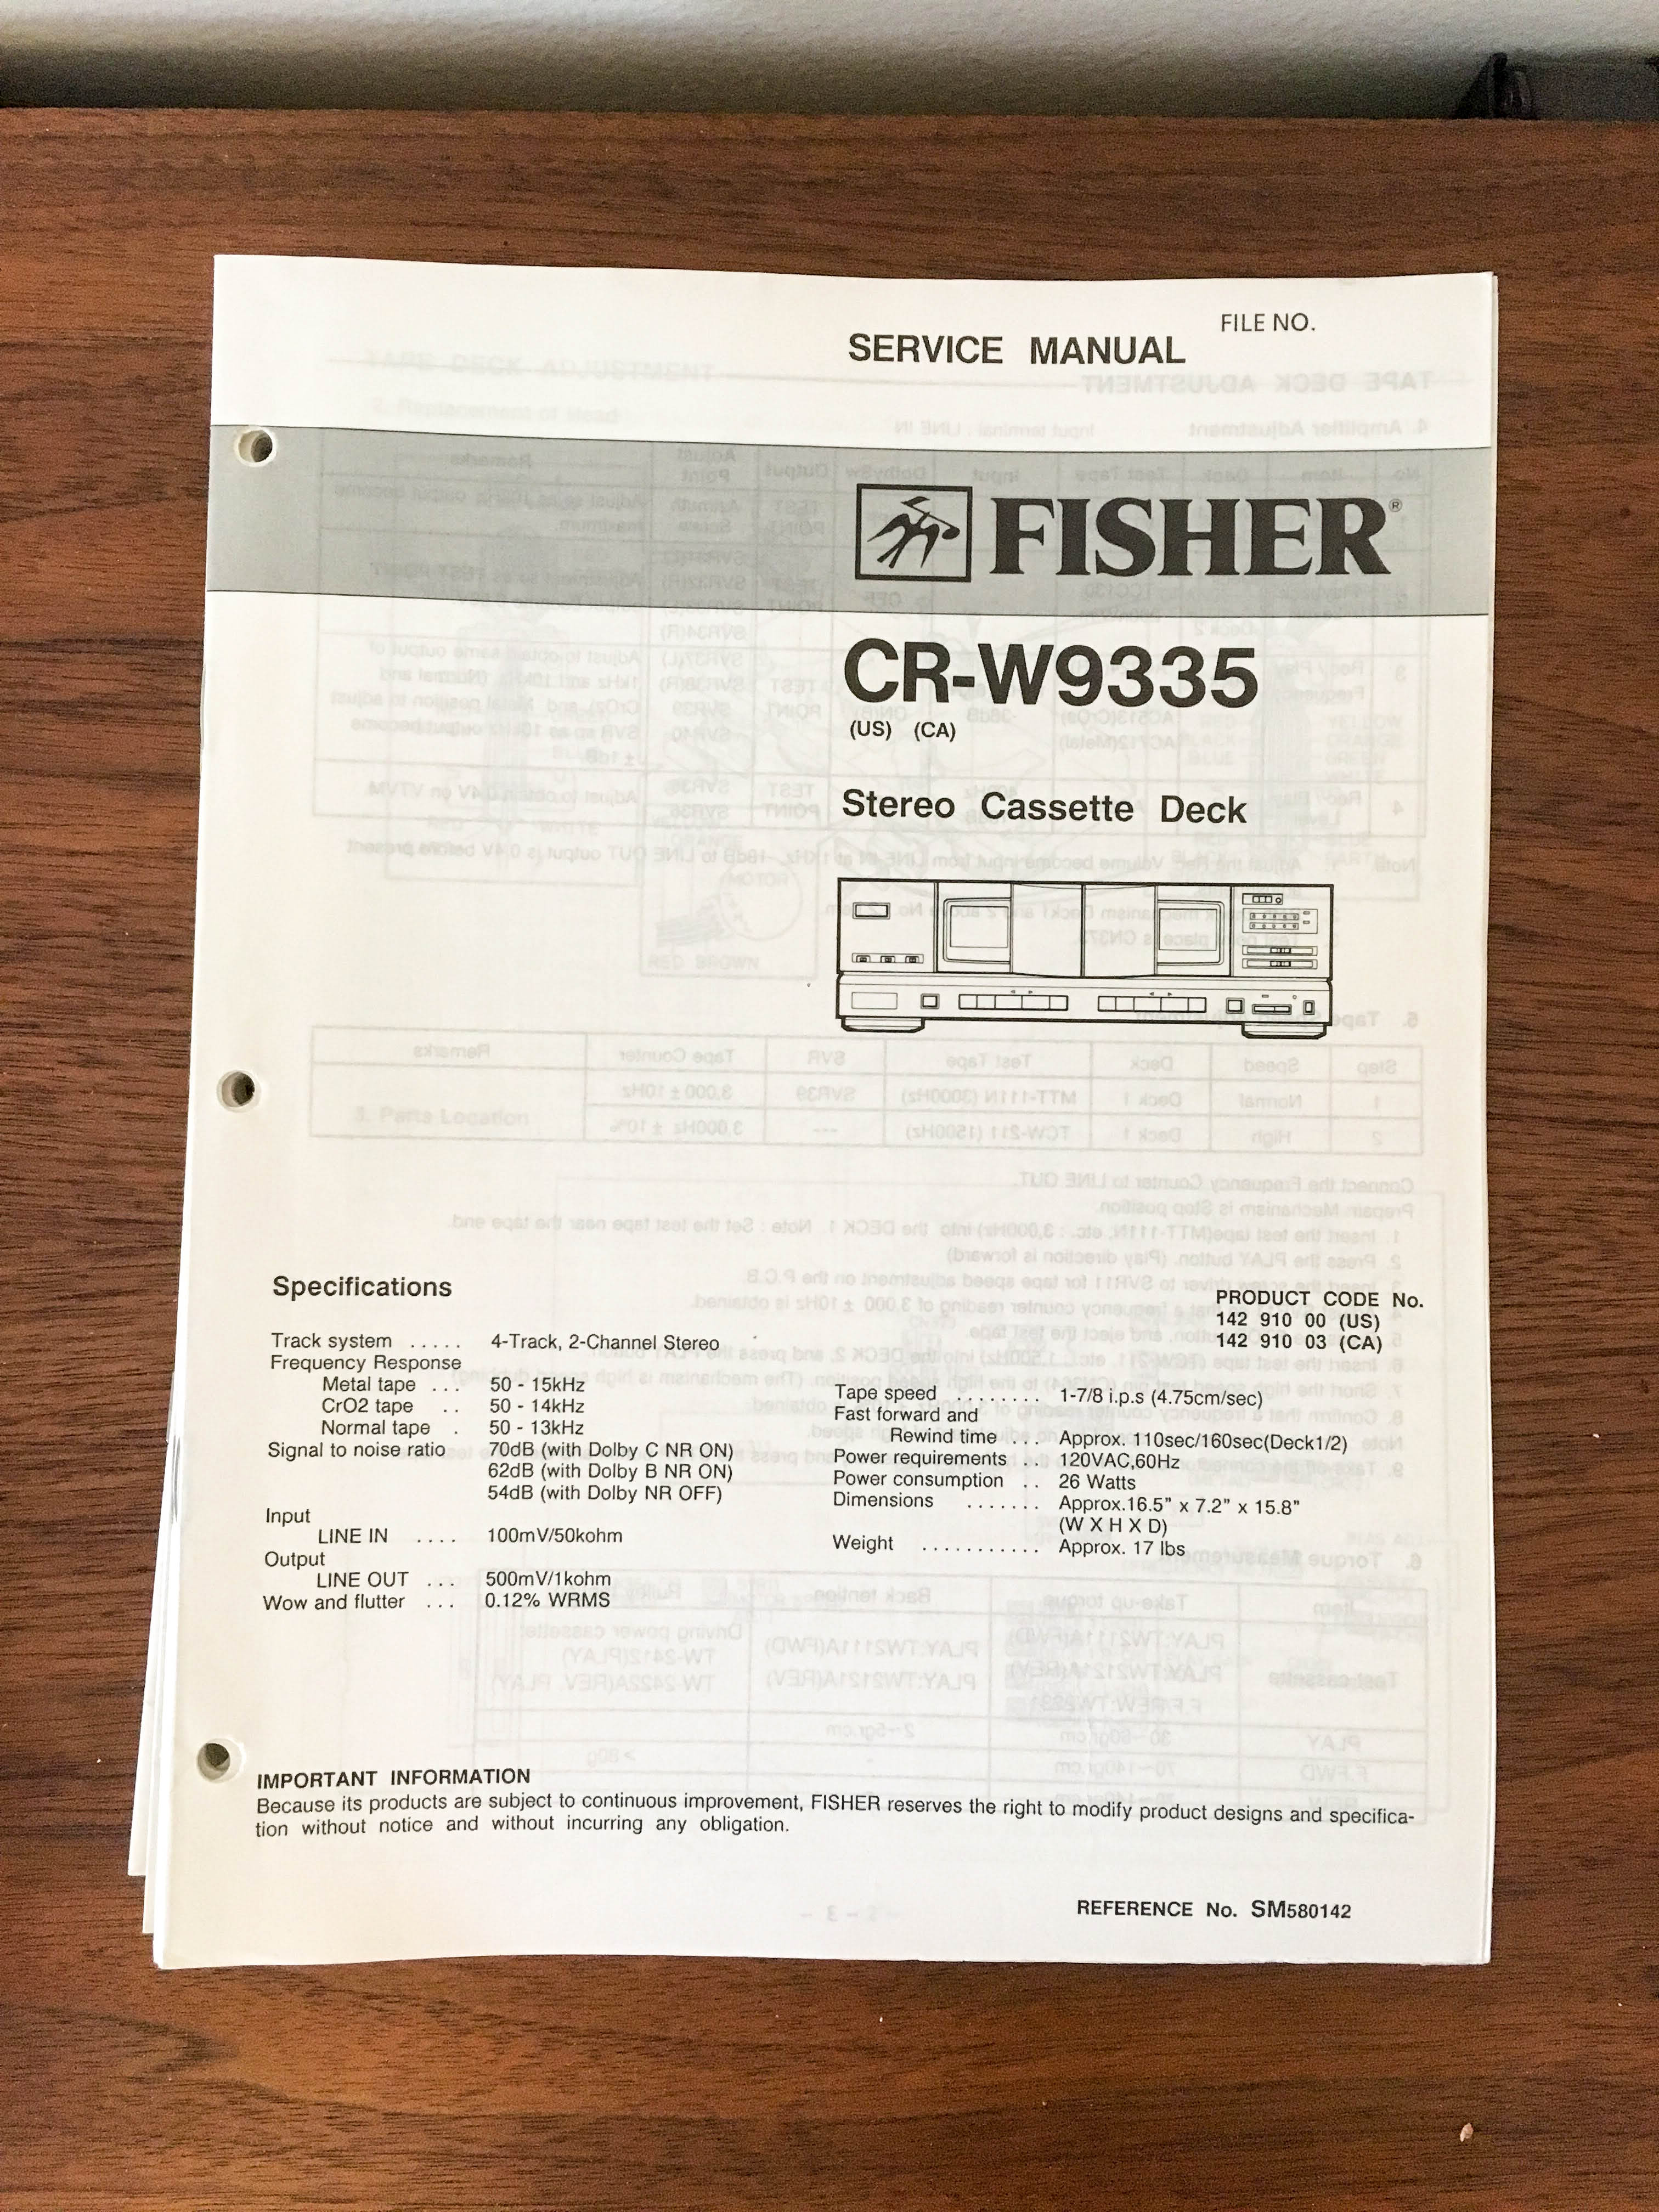 FILE NO.
SERVICE MANUAL
FISHER®
CR-W9335
(US) (CA)
Stereo Cassette Deck
Specifications
Track system ..... 4-Track, 2-Channel Stereo
Frequency Response
Metal tape ... 50 - 15kHz
CrO2 tape .. 50 - 14kHz
Normal tape . 50 - 13kHz
Signal to noise ratio 70dB (with Dolby C NR ON)
62dB (with Dolby B NR ON)
54dB (with Dolby NR OFF)
Input
LINE IN .... 100mV/50kohm
Output
LINE OUT ... 500mV/1kohm
Wow and flutter ... 0.12% WRMS
PRODUCT CODE No.
142 910 00 (US)
142 910 03 (CA)
Tape speed ........ 1-7/8 i.p.s (4.75cm/sec)
Fast forward and
Rewind time ... Approx. 110sec/160sec(Deck1/2)
Power requirements .. 120VAC,60Hz
Power consumption .. 26 Watts
Dimensions ....... Approx.16.5" x 7.2" x 15.8"
(W X H X D)
Weight ........... Approx. 17 lbs
IMPORTANT INFORMATION
Because its products are subject to continuous improvement, FISHER reserves the right to modify product designs and specifica-
tion without notice and without incurring any obligation.
REFERENCE No. SM580142